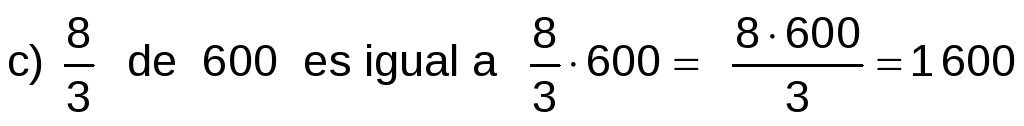 c) 8/3 de 600 es igual a 8/3 · 600 = 8 · 600/3 = 1 600